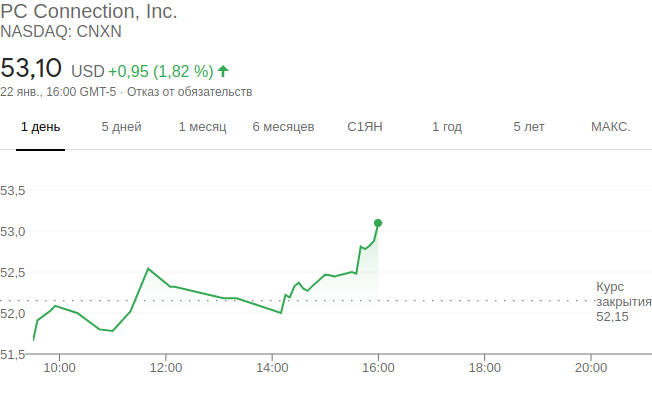 PC Connection, Inc.
NASDAQ: CNXN
53,10 USD +0,95 (1,82 %)
22 янв., 16:00 GMT-5 · Отказ от обязательств
1 день 5 дней 1 месяц 6 месяцев С1ЯН 1 год 5 лет МАКС.
53,5
53,0
52,5
Курс
закрытия
52,15
52,0
51,5
10:00 12:00 14:00 16:00 18:00 20:00